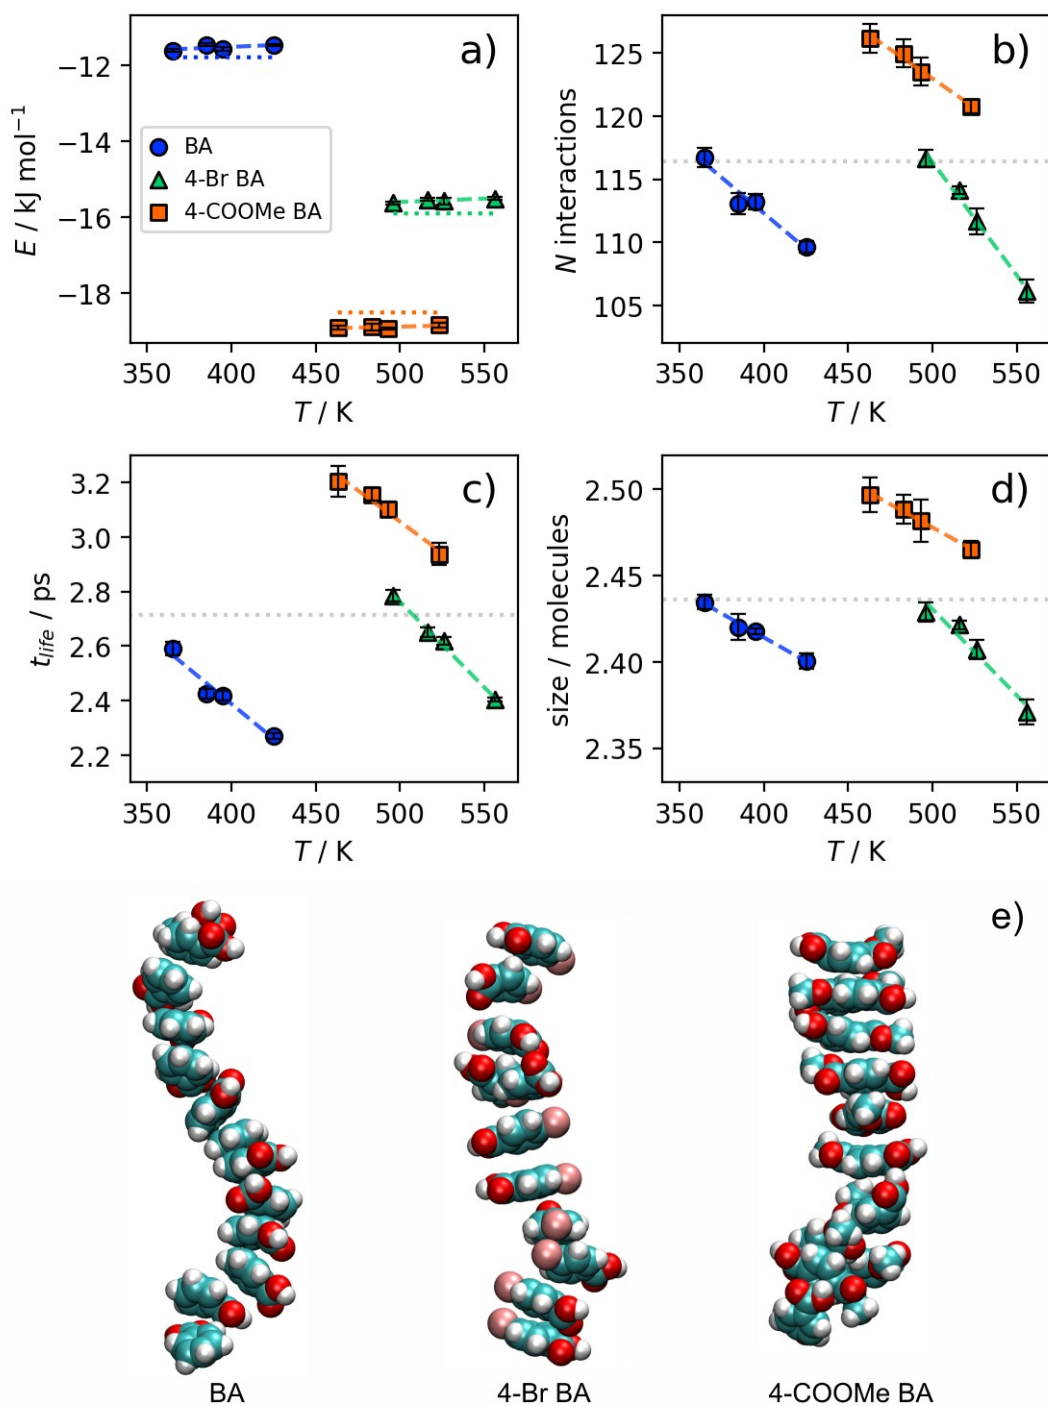 a)
E / kJ mol⁻¹
−12
−14
−16
−18
BA
4-Br BA
4-COOMe BA
350 400 450 500 550
T / K
b)
N interactions
125
120
115
110
105
350 400 450 500 550
T / K
c)
t_life / ps
3.2
3.0
2.8
2.6
2.4
2.2
350 400 450 500 550
T / K
d)
size / molecules
2.50
2.45
2.40
2.35
350 400 450 500 550
T / K
e)
BA 4-Br BA 4-COOMe BA